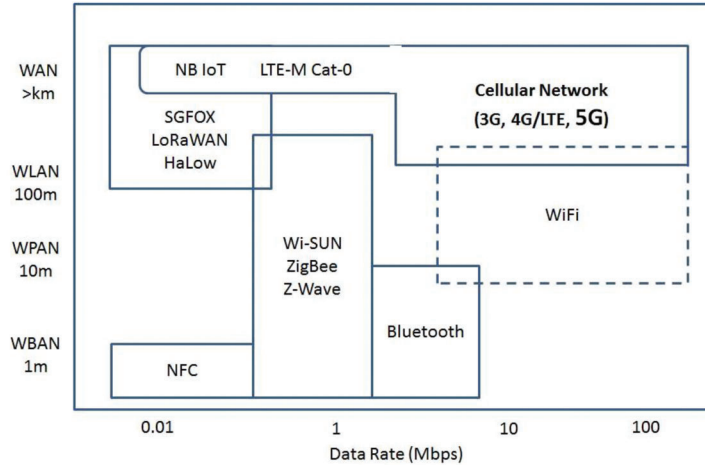 WAN
>km
WLAN
100m
WPAN
10m
WBAN
1m
NB IoT LTE-M Cat-0
SGFOX
LoRaWAN
HaLow
Cellular Network
(3G, 4G/LTE, 5G)
WiFi
Wi-SUN
ZigBee
Z-Wave
Bluetooth
NFC
0.01 1 10 100
Data Rate (Mbps)